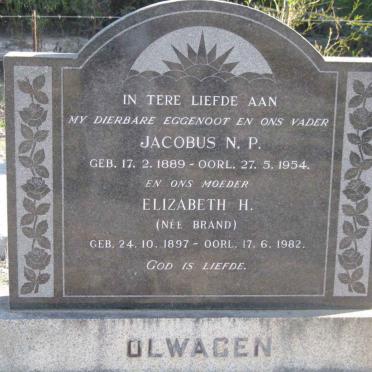 IN TERE LIEFDE AAN
MY DIERBARE EGGENOOT EN ONS VADER
JACOBUS N. P.
GEB. 17. 2. 1889 - OORL. 27. 5. 1954.
EN ONS MOEDER
ELIZABETH H.
(NÉE BRAND)
GEB. 24. 10. 1897 - OORL. 17. 6. 1982.
GOD IS LIEFDE.
OLWAGEN